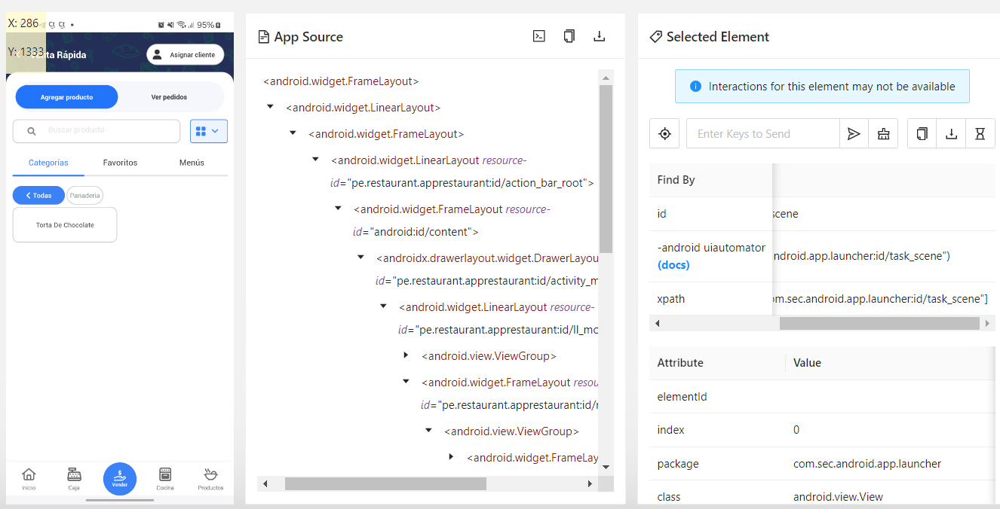 X: 286
95%
Y: 1333
ta Rápida
Asignar cliente
Agregar producto
Ver pedidos
Buscar producto
Categorías
Favoritos
Menús
Todas
Panaderia
Torta De Chocolate
Inicio
Caja
Vender
Cocina
Productos
App Source
<android.widget.FrameLayout>
<android.widget.LinearLayout>
<android.widget.FrameLayout>
<android.widget.LinearLayout resource-
id="pe.restaurant.apprestaurant:id/action_bar_root">
<android.widget.FrameLayout resource-
id="android:id/content">
<androidx.drawerlayout.widget.DrawerLayou
id="pe.restaurant.apprestaurant:id/activity_m
<android.widget.LinearLayout resource-
id="pe.restaurant.apprestaurant:id/ll_mo
<android.view.ViewGroup>
<android.widget.FrameLayout resou
id="pe.restaurant.apprestaurant:id/
<android.view.ViewGroup>
<android.widget.FrameLay
Selected Element
Interactions for this element may not be available
Enter Keys to Send
Find By
id
scene
-android uiautomator
(docs)
ndroid.app.launcher:id/task_scene")
xpath
om.sec.android.app.launcher:id/task_scene"]
Attribute
Value
elementId
index
0
package
com.sec.android.app.launcher
class
android.view.View